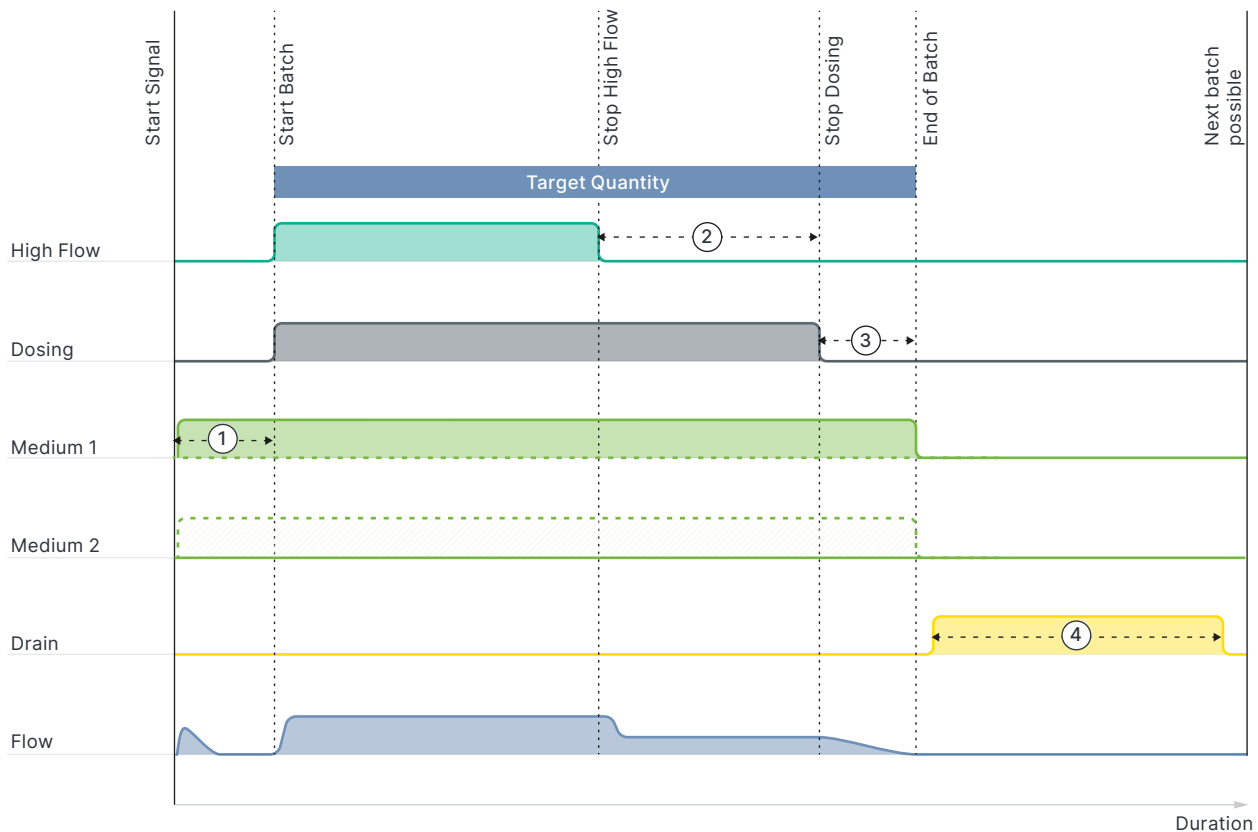 Start Signal
Start Batch
Stop High Flow
Stop Dosing
End of Batch
Next batch
possible
Target Quantity
High Flow
2
Dosing
3
Medium 1
1
Medium 2
Drain
4
Flow
Duration